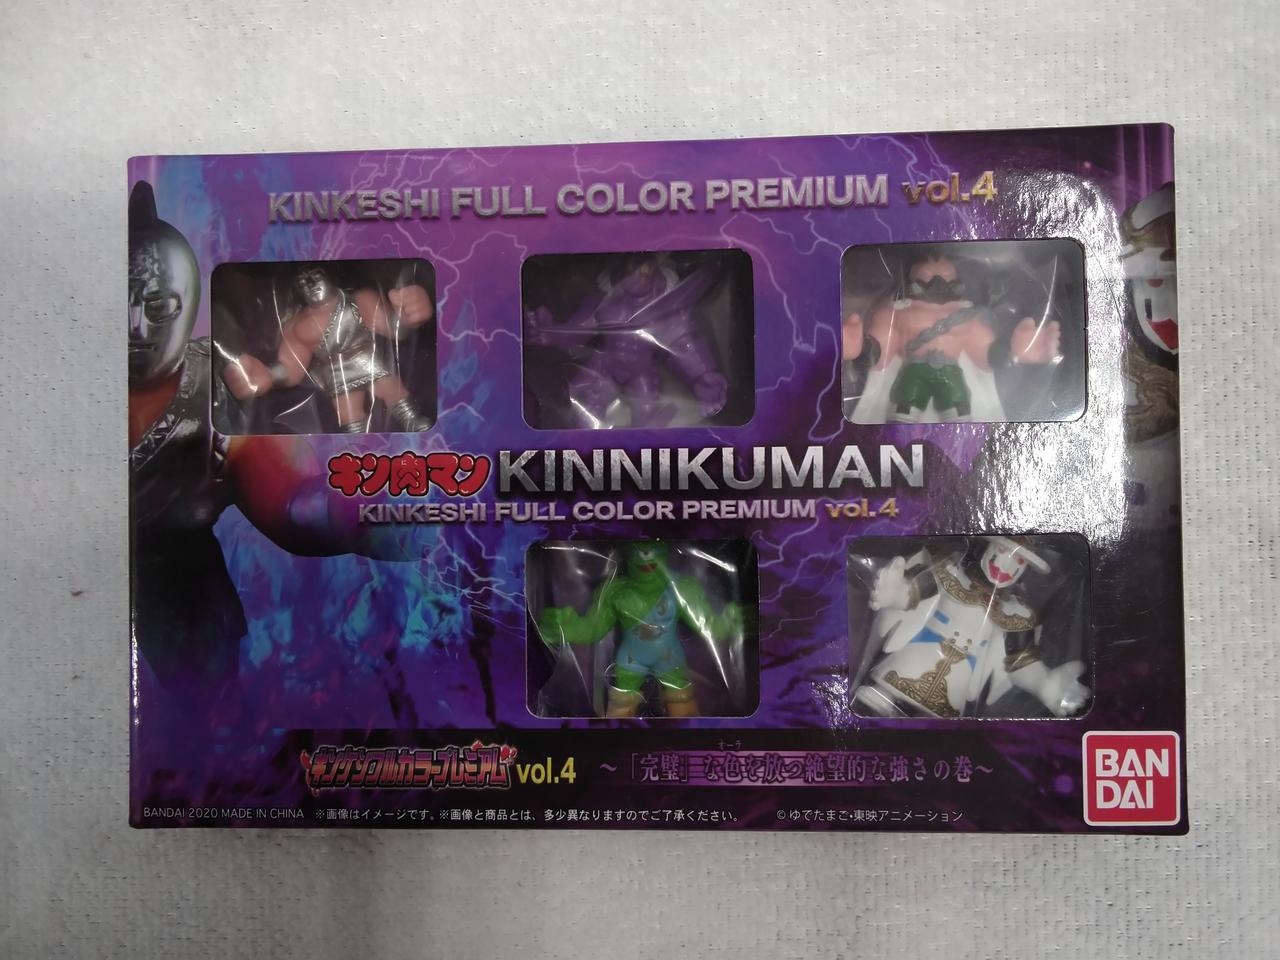 KINKESHI FULL COLOR PREMIUM vol.4
キン肉マン KINNIKUMAN
KINKESHI FULL COLOR PREMIUM vol.4
キンケシフルカラープレミアム vol.4 ～「完璧」な色を放つ絶望的な強さの巻～
オーラ
BANDAI 2020 MADE IN CHINA ※画像はイメージです。※画像と商品とは、多少異なりますのでご了承ください。 © ゆでたまご・東映アニメーション
BAN
DAI